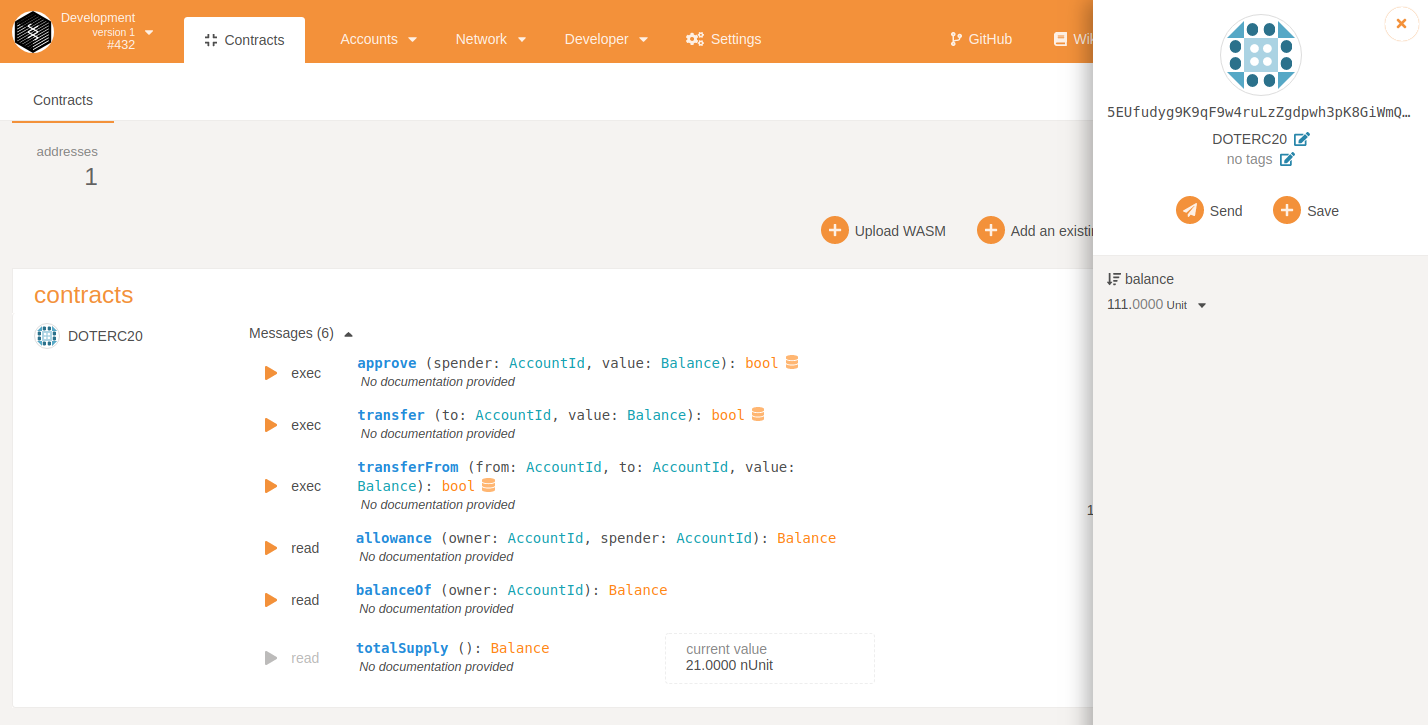 Development
version 1
#432
Contracts
Accounts
Network
Developer
Settings
GitHub
Contracts
addresses
1
Upload WASM
Add an
contracts
DOTERC20
Messages (6)
exec
approve (spender: AccountId, value: Balance): bool
No documentation provided
exec
transfer (to: AccountId, value: Balance): bool
No documentation provided
exec
transferFrom (from: AccountId, to: AccountId, value:
Balance): bool
No documentation provided
read
allowance (owner: AccountId, spender: AccountId): Balance
No documentation provided
read
balanceOf (owner: AccountId): Balance
No documentation provided
read
totalSupply (): Balance
No documentation provided
current value
21.0000 nUnit
5EUfudyg9K9qF9w4ruLzZgdpwh3pK8GiWmQ…
DOTERC20
no tags
Send
Save
balance
111.0000 Unit